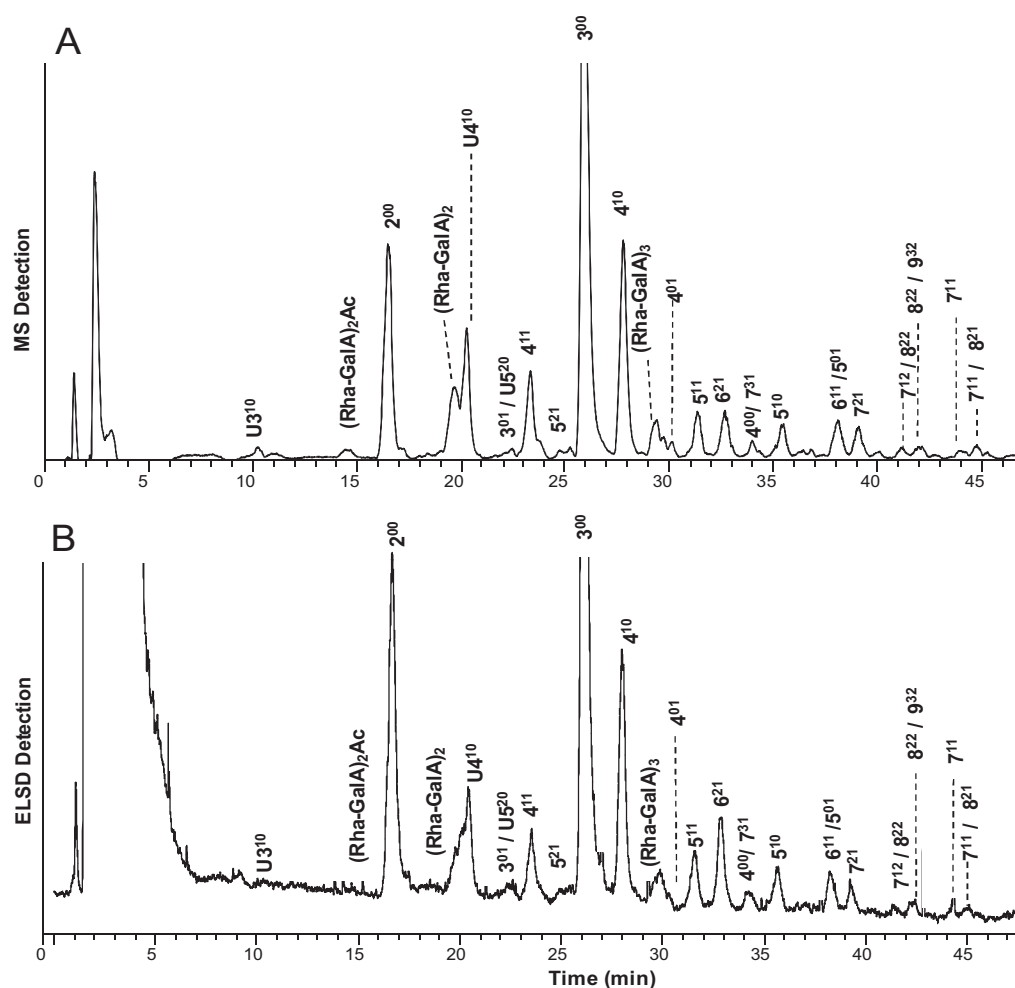 A
MS Detection
U3¹⁰
(Rha-GalA)₂Ac
2⁰⁰
(Rha-GalA)₂
U4¹⁰
3⁰¹ / U5²⁰
4¹¹
5²¹
3⁰⁰
4¹⁰
(Rha-GalA)₃
4⁰¹
5¹¹
6²¹
4⁰⁰/ 7³¹
5¹⁰
6¹¹ /5⁰¹
7²¹
7¹² / 8²²
8²² / 9³²
7¹¹
7¹¹ / 8²¹
0 5 10 15 20 25 30 35 40 45
B
ELSD Detection
U3¹⁰
(Rha-GalA)₂Ac
2⁰⁰
(Rha-GalA)₂
U4¹⁰
3⁰¹ / U5²⁰
4¹¹
5²¹
3⁰⁰
4¹⁰
(Rha-GalA)₃
4⁰¹
5¹¹
6²¹
4⁰⁰/ 7³¹
5¹⁰
6¹¹ /5⁰¹
7²¹
7¹² / 8²²
8²² / 9³²
7¹¹
7¹¹ / 8²¹
0 5 10 15 20 25 30 35 40 45
Time (min)